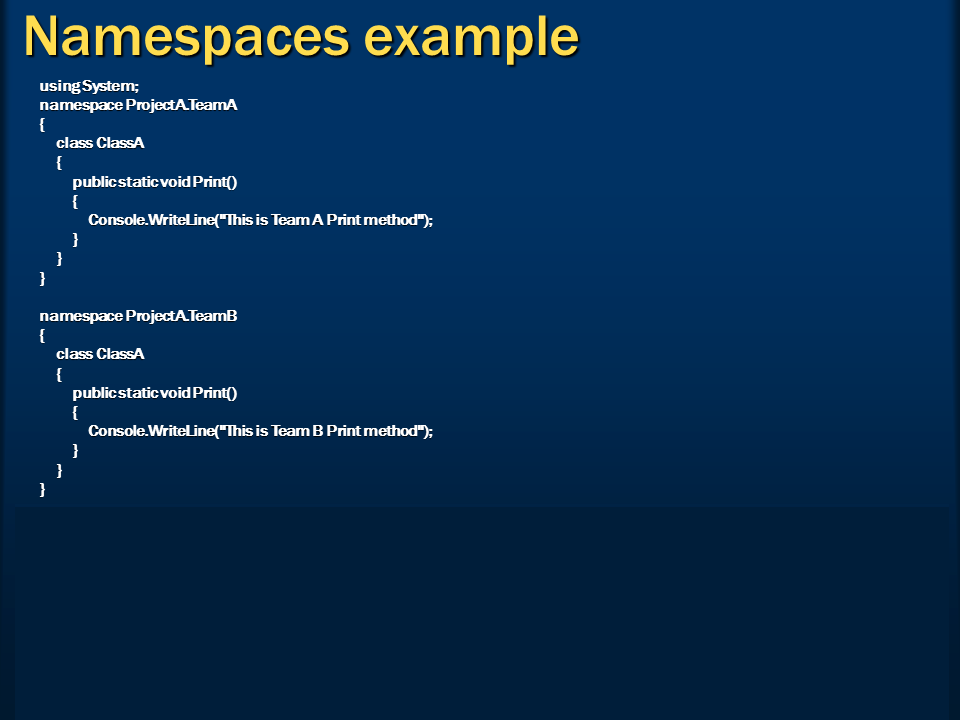 Namespaces example
using System;
namespace ProjectA.TeamA
{
class ClassA
{
public static void Print()
{
Console.WriteLine("This is Team A Print method");
}
}
}
namespace ProjectA.TeamB
{
class ClassA
{
public static void Print()
{
Console.WriteLine("This is Team B Print method");
}
}
}